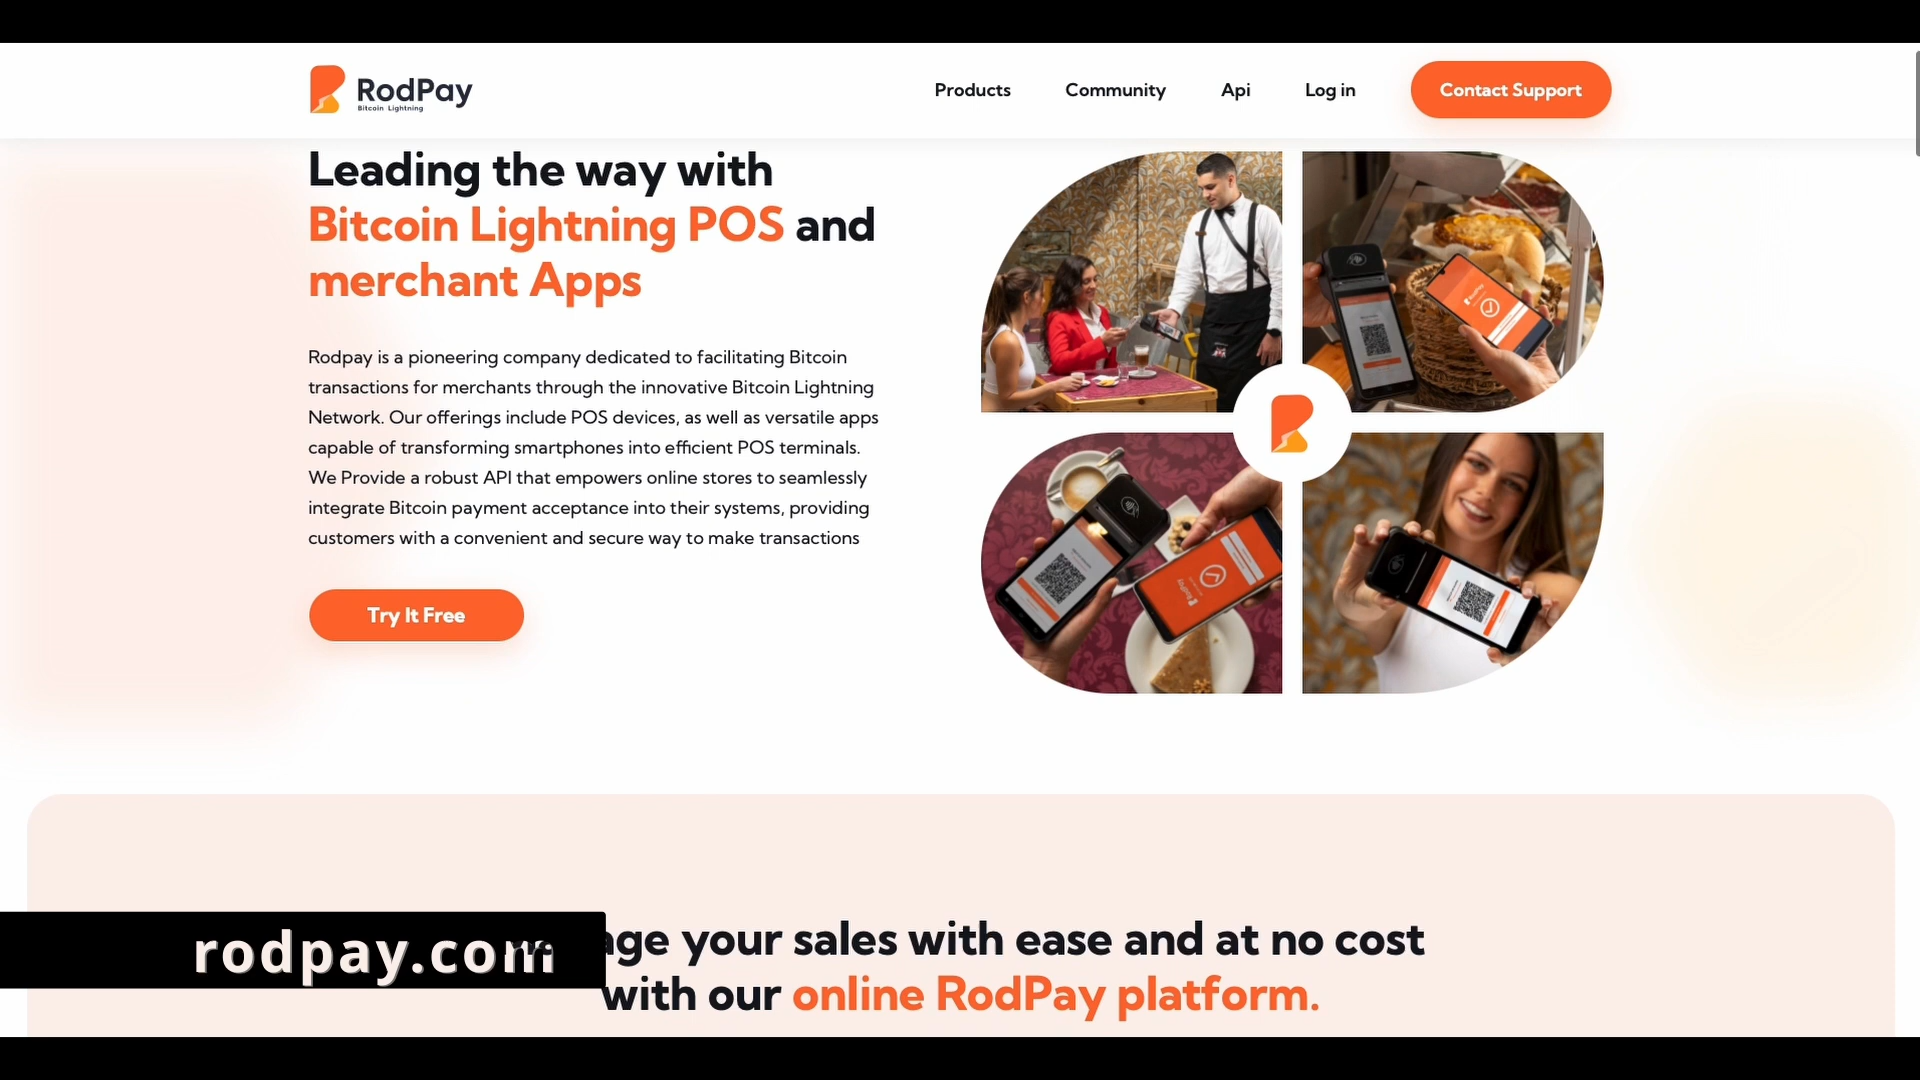 RodPay
Bitcoin Lightning
Products
Community
Api
Log in
Contact Support
Leading the way with
Bitcoin Lightning POS and
merchant Apps
Rodpay is a pioneering company dedicated to facilitating Bitcoin
transactions for merchants through the innovative Bitcoin Lightning
Network. Our offerings include POS devices, as well as versatile apps
capable of transforming smartphones into efficient POS terminals.
We Provide a robust API that empowers online stores to seamlessly
integrate Bitcoin payment acceptance into their systems, providing
customers with a convenient and secure way to make transactions
Try It Free
RodPay
RodPay
age your sales with ease and at no cost
with our online RodPay platform.
rodpay.com